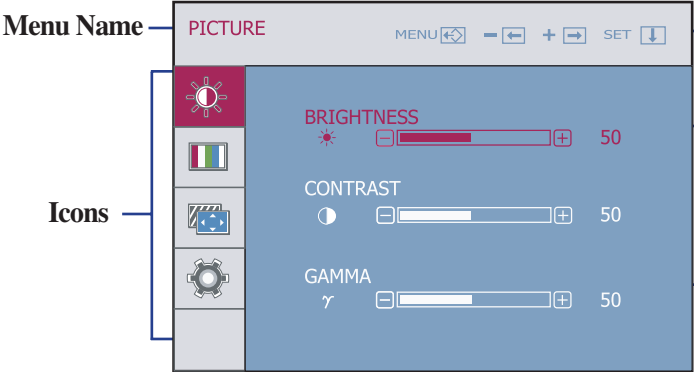 Menu Name
PICTURE
MENU - + SET
BRIGHTNESS
50
Icons
CONTRAST
50
GAMMA
γ 50